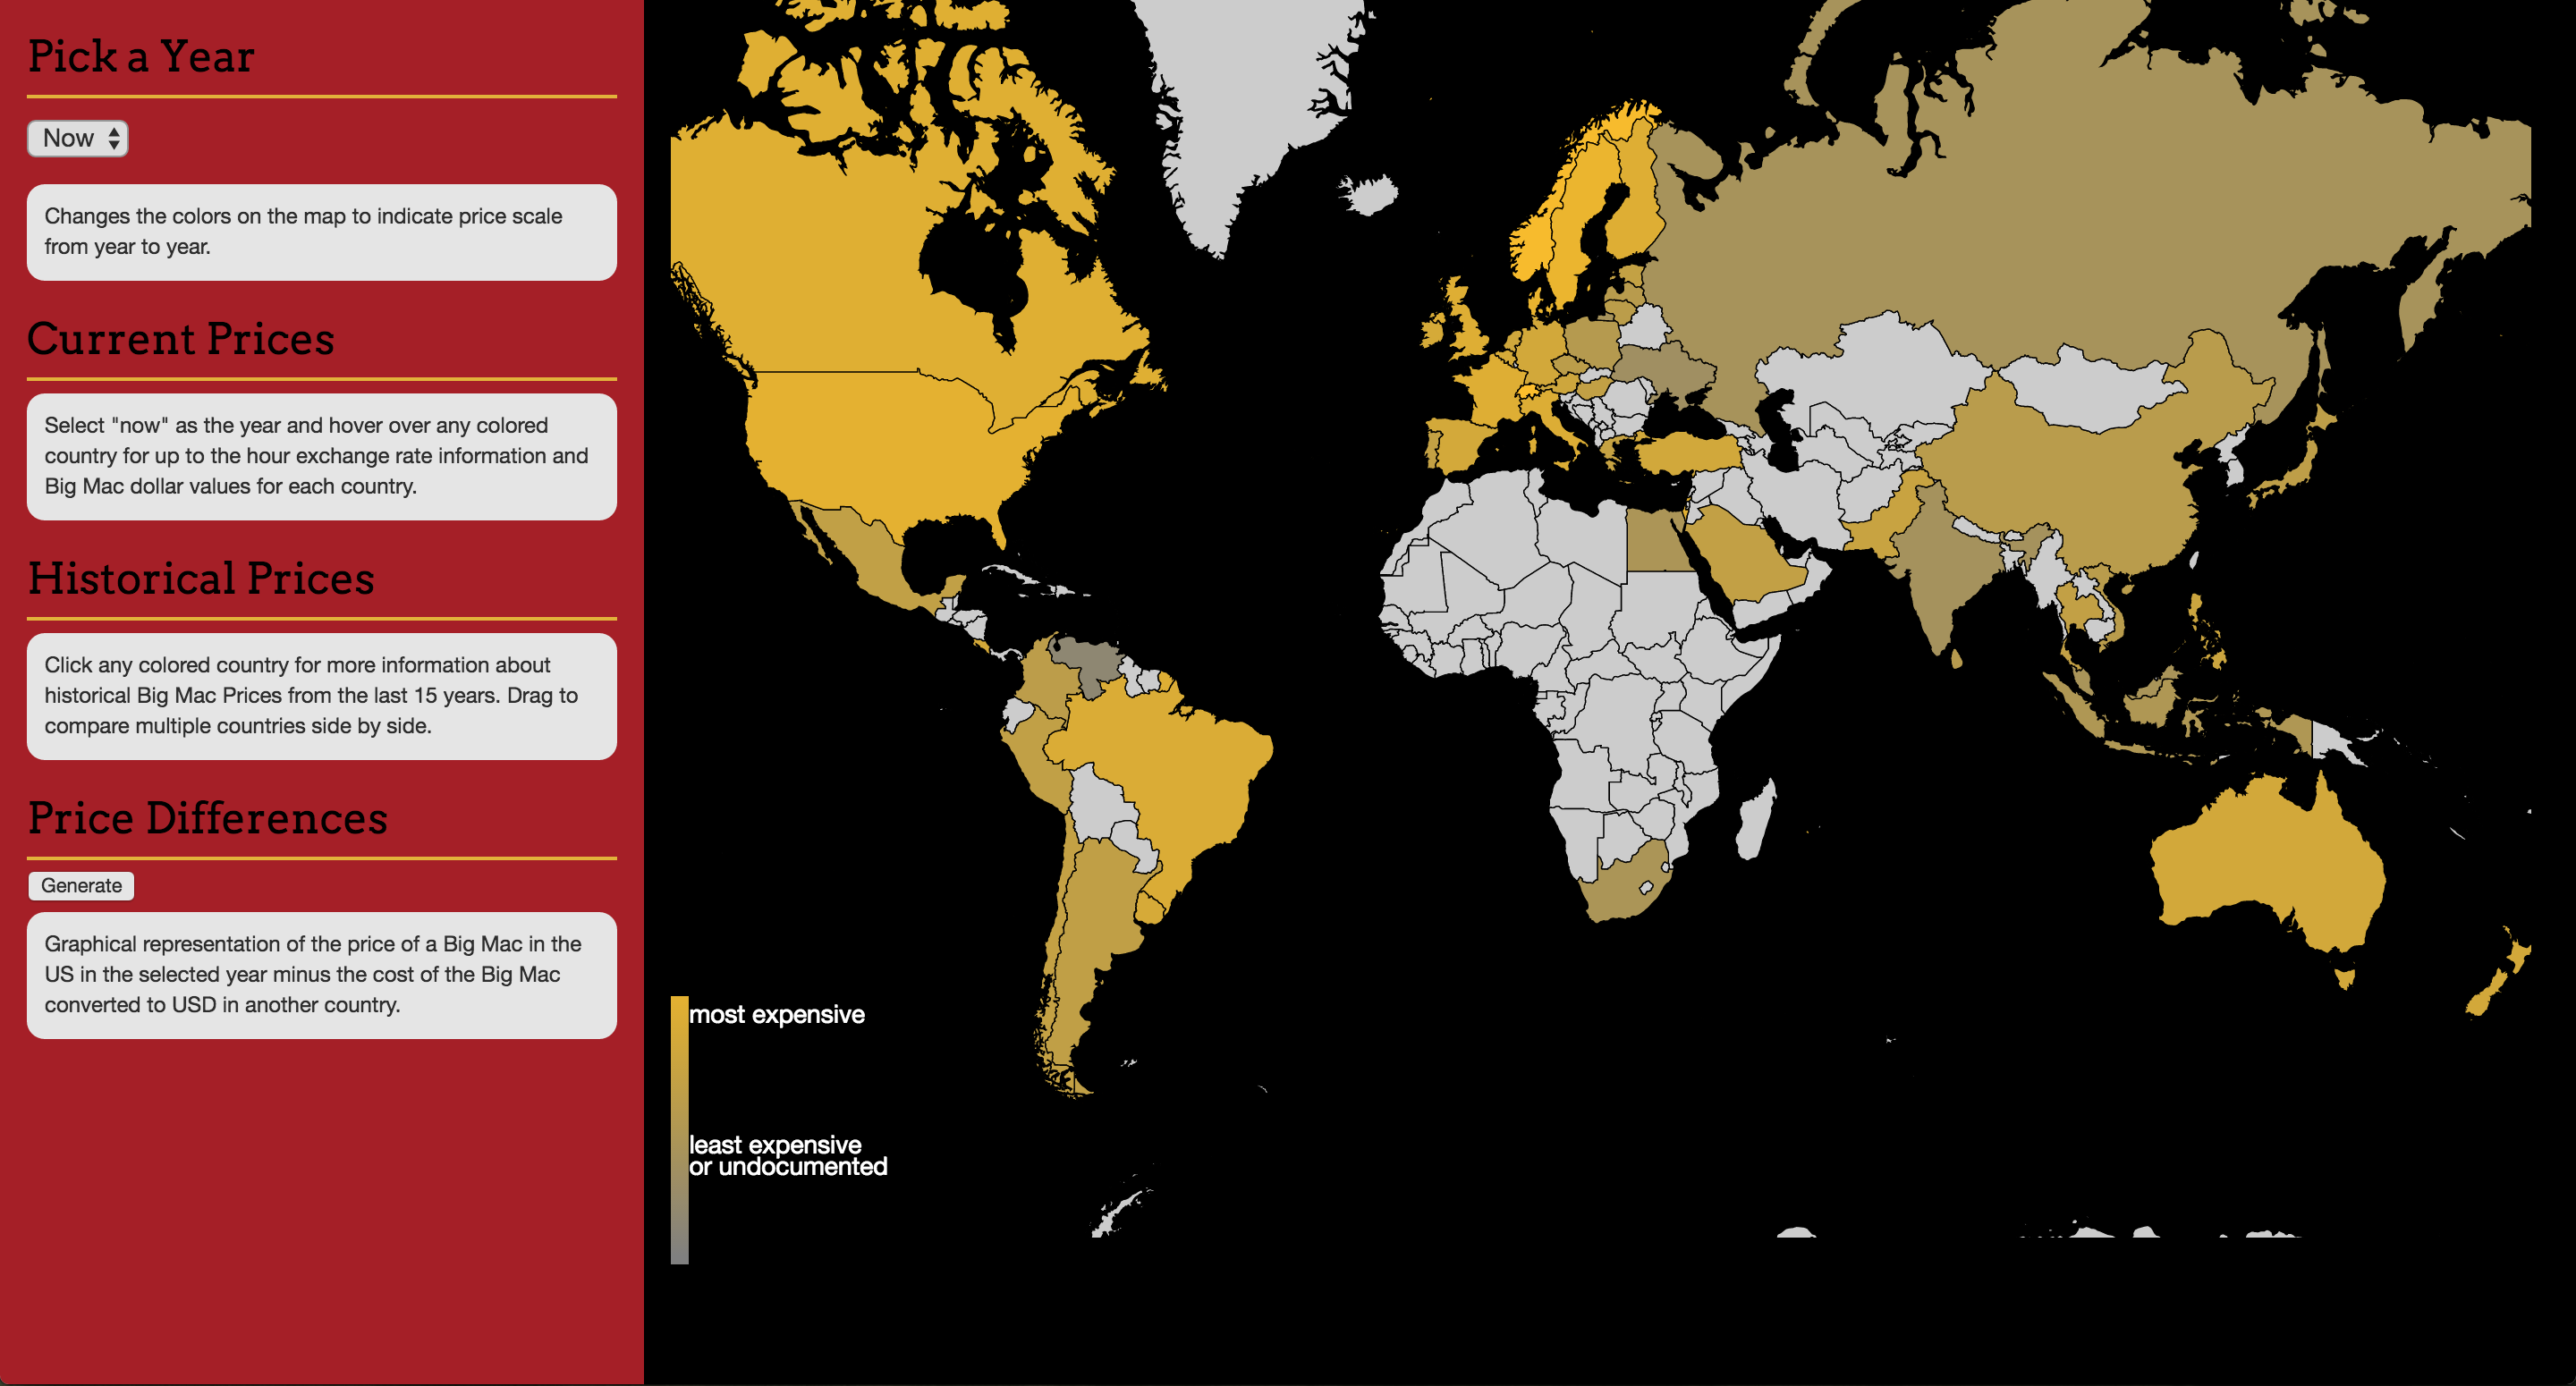 Pick a Year
Now
Changes the colors on the map to indicate price scale
from year to year.
Current Prices
Select "now" as the year and hover over any colored
country for up to the hour exchange rate information and
Big Mac dollar values for each country.
Historical Prices
Click any colored country for more information about
historical Big Mac Prices from the last 15 years. Drag to
compare multiple countries side by side.
Price Differences
Generate
Graphical representation of the price of a Big Mac in the
US in the selected year minus the cost of the Big Mac
converted to USD in another country.
most expensive
least expensive
or undocumented